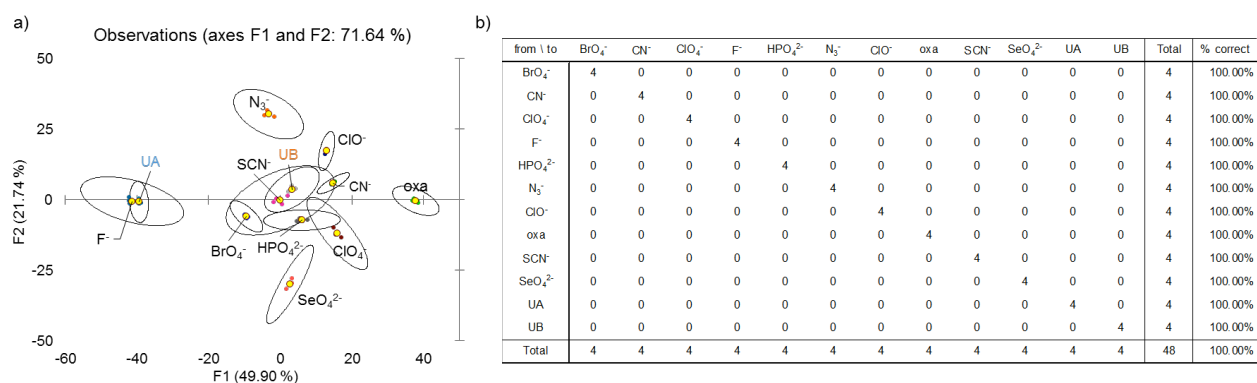 a)
Observations (axes F1 and F2: 71.64 %)
50
25
0
-25
-50
F2 (21.74 %)
-60
-40
-20
0
20
40
F1 (49.90 %)
N₃⁻
ClO⁻
SCN⁻
UB
UA
CN⁻
oxa
F⁻
BrO₄⁻
HPO₄²⁻
ClO₄⁻
SeO₄²⁻
b)
from \ to BrO₄⁻ CN⁻ ClO₄⁻ F⁻ HPO₄²⁻ N₃⁻ ClO⁻ oxa SCN⁻ SeO₄²⁻ UA UB Total % correct
BrO₄⁻ 4 0 0 0 0 0 0 0 0 0 0 0 4 100.00%
CN⁻ 0 4 0 0 0 0 0 0 0 0 0 0 4 100.00%
ClO₄⁻ 0 0 4 0 0 0 0 0 0 0 0 0 4 100.00%
F⁻ 0 0 0 4 0 0 0 0 0 0 0 0 4 100.00%
HPO₄²⁻ 0 0 0 0 4 0 0 0 0 0 0 0 4 100.00%
N₃⁻ 0 0 0 0 0 4 0 0 0 0 0 0 4 100.00%
ClO⁻ 0 0 0 0 0 0 4 0 0 0 0 0 4 100.00%
oxa 0 0 0 0 0 0 0 4 0 0 0 0 4 100.00%
SCN⁻ 0 0 0 0 0 0 0 0 4 0 0 0 4 100.00%
SeO₄²⁻ 0 0 0 0 0 0 0 0 0 4 0 0 4 100.00%
UA 0 0 0 0 0 0 0 0 0 0 4 0 4 100.00%
UB 0 0 0 0 0 0 0 0 0 0 0 4 4 100.00%
Total 4 4 4 4 4 4 4 4 4 4 4 4 48 100.00%